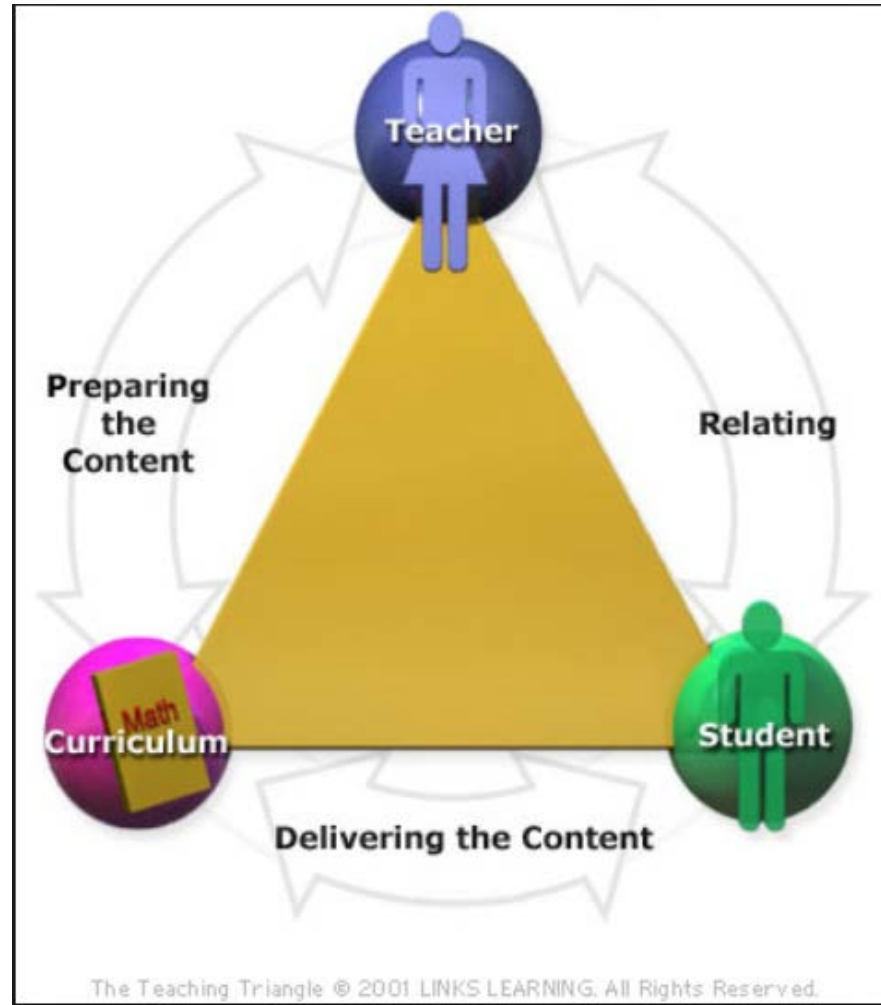 Teacher
Preparing
the
Content
Relating
Math
Curriculum
Student
Delivering the Content
The Teaching Triangle © 2001 LINKS LEARNING. All Rights Reserved.